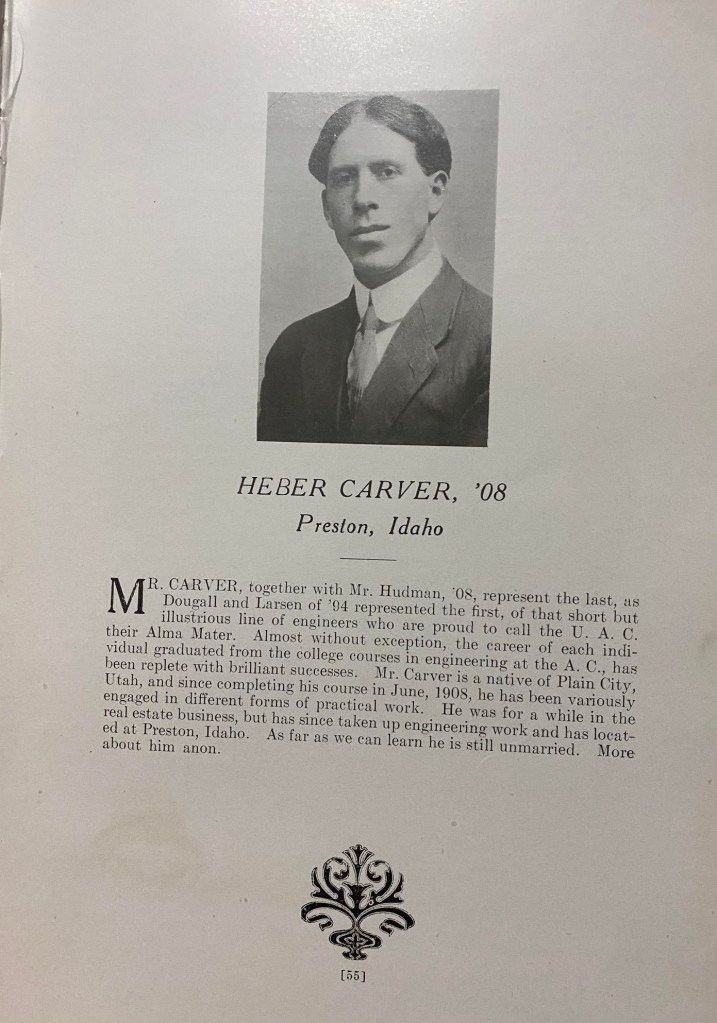 HEBER CARVER, '08
Preston, Idaho
MR. CARVER, together with Mr. Hudman, '08, represent the last, as
Dougall and Larsen of '94 represented the first, of that short but
illustrious line of engineers who are proud to call the U. A. C.
their Alma Mater. Almost without exception, the career of each indi-
vidual graduated from the college courses in engineering at the A. C., has
been replete with brilliant successes. Mr. Carver is a native of Plain City,
Utah, and since completing his course in June, 1908, he has been variously
engaged in different forms of practical work. He was for a while in the
real estate business, but has since taken up engineering work and has locat-
ed at Preston, Idaho. As far as we can learn he is still unmarried. More
about him anon.
[55]